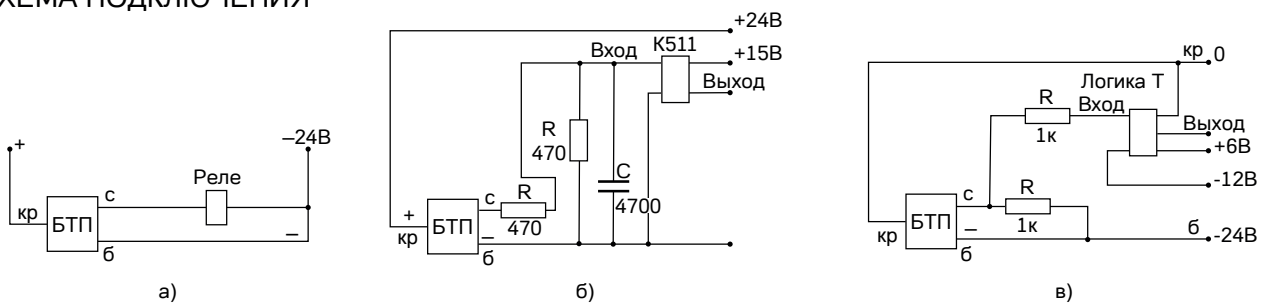 СХЕМА ПОДКЛЮЧЕНИЯ
+
–24В
Реле
с
кр
БТП
–
б
а)
+24В
Вход
К511
+15В
Выход
R
470
С
4700
с
R
470
+
кр
БТП
–
б
б)
кр
0
Логика Т
R
Вход
1к
Выход
+6В
-12В
с
R
1к
кр
БТП
–
б
б
-24В
в)